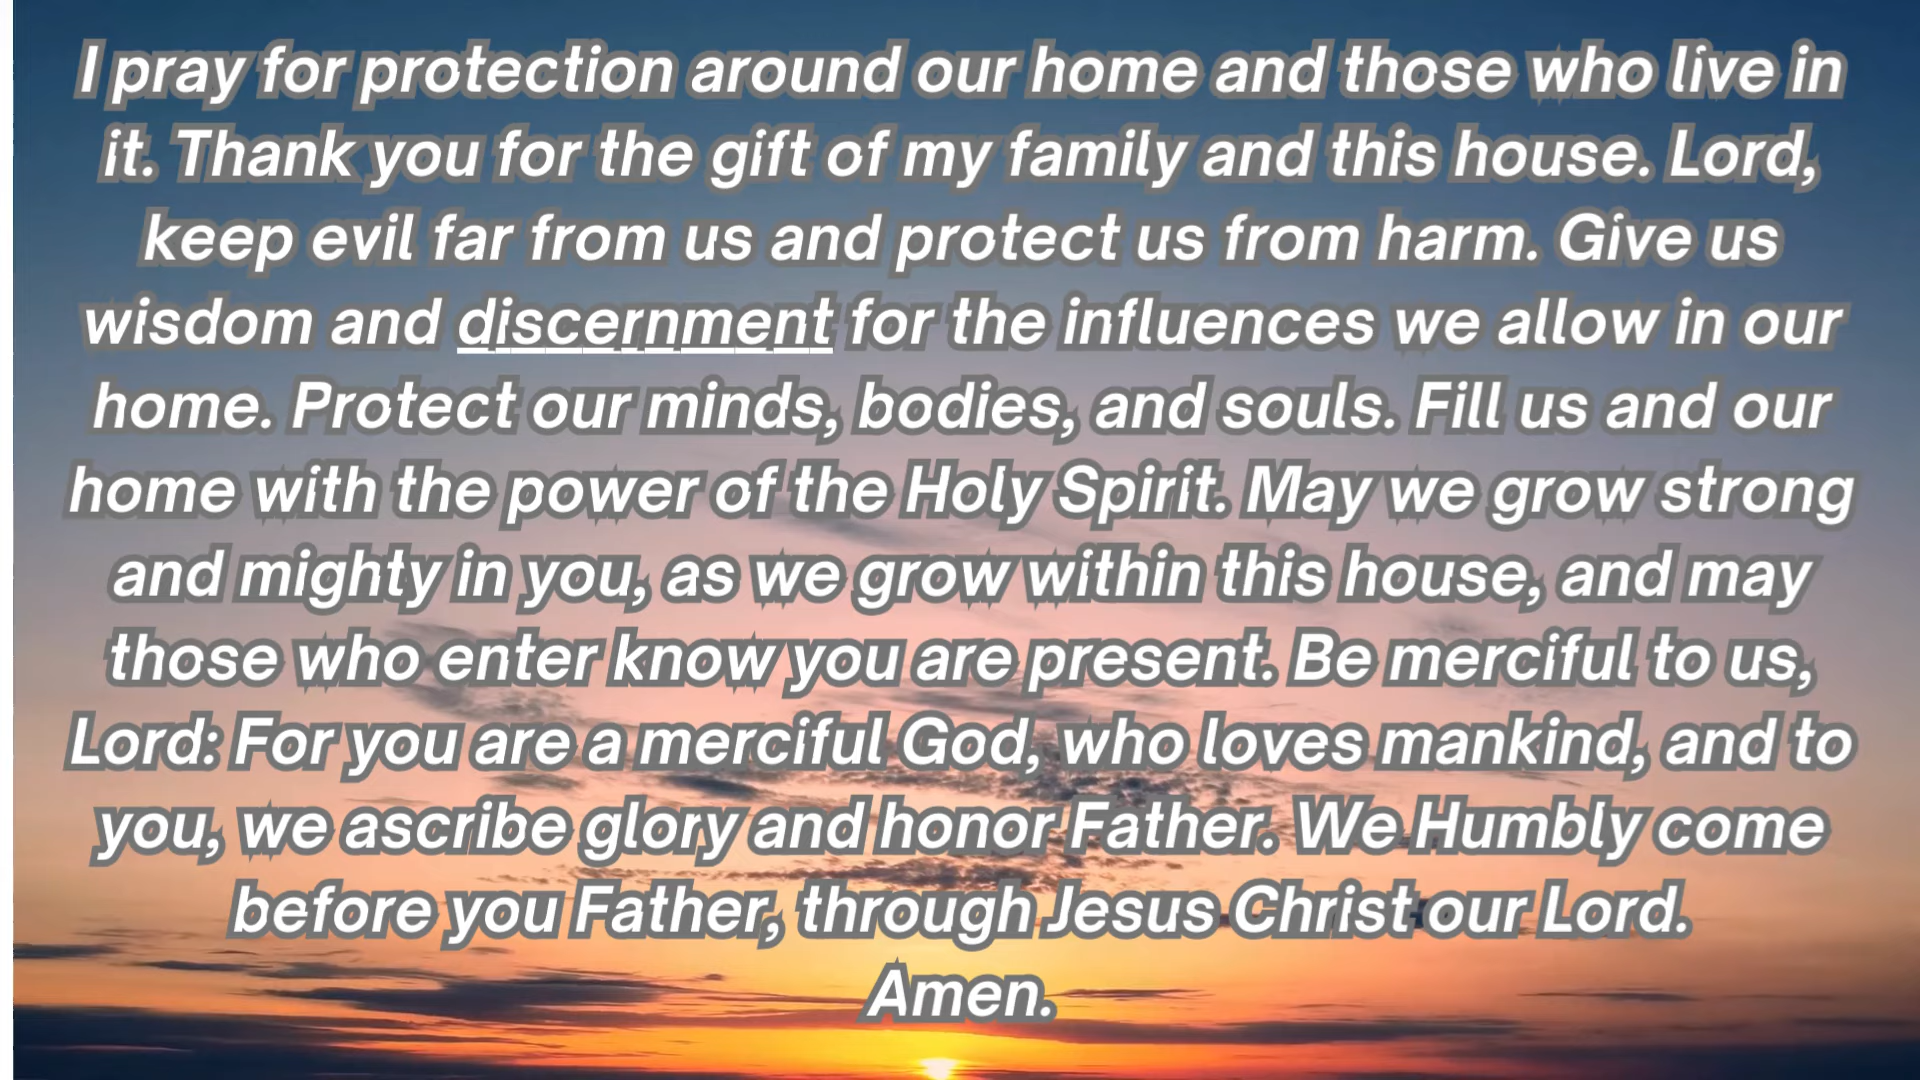 I pray for protection around our home and those who live in
it. Thank you for the gift of my family and this house. Lord,
keep evil far from us and protect us from harm. Give us
wisdom and discernment for the influences we allow in our
home. Protect our minds, bodies, and souls. Fill us and our
home with the power of the Holy Spirit. May we grow strong
and mighty in you, as we grow within this house, and may
those who enter know you are present. Be merciful to us,
Lord: For you are a merciful God, who loves mankind, and to
you, we ascribe glory and honor Father. We Humbly come
before you Father, through Jesus Christ our Lord.
Amen.